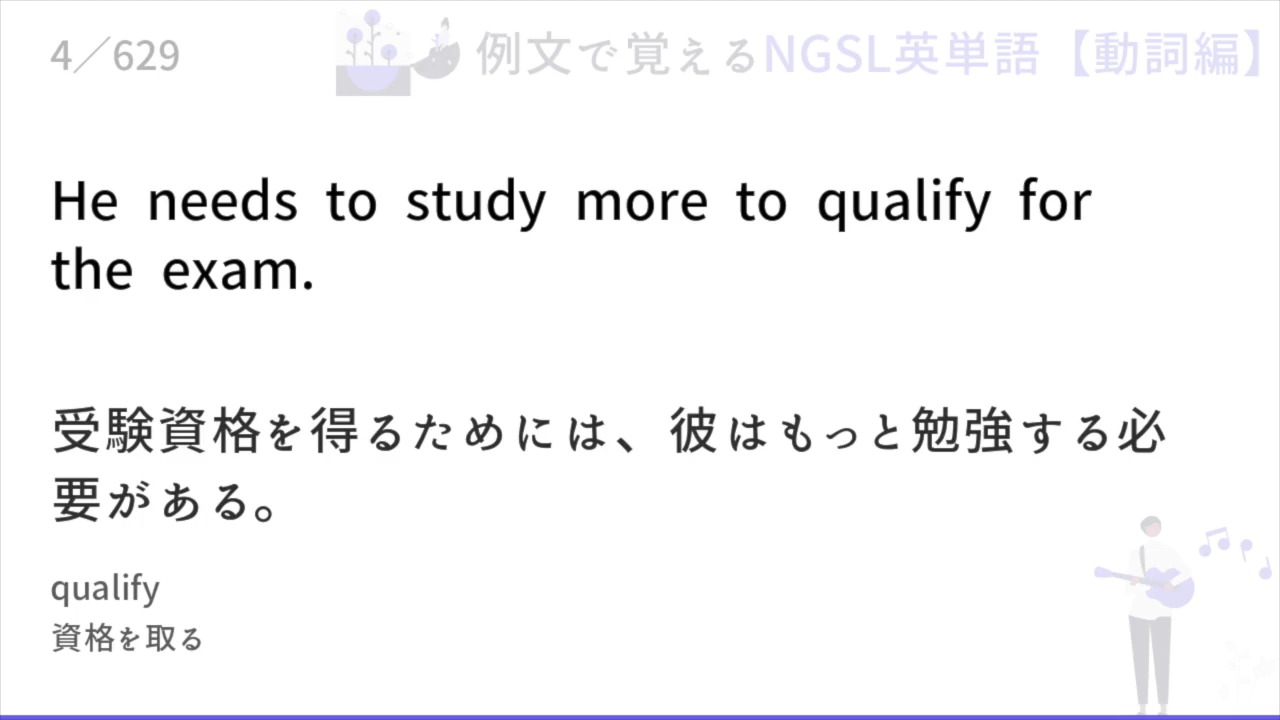 4／629
例文で覚えるNGSL英単語【動詞編】
He needs to study more to qualify for
the exam.
受験資格を得るためには、彼はもっと勉強する必
要がある。
qualify
資格を取る